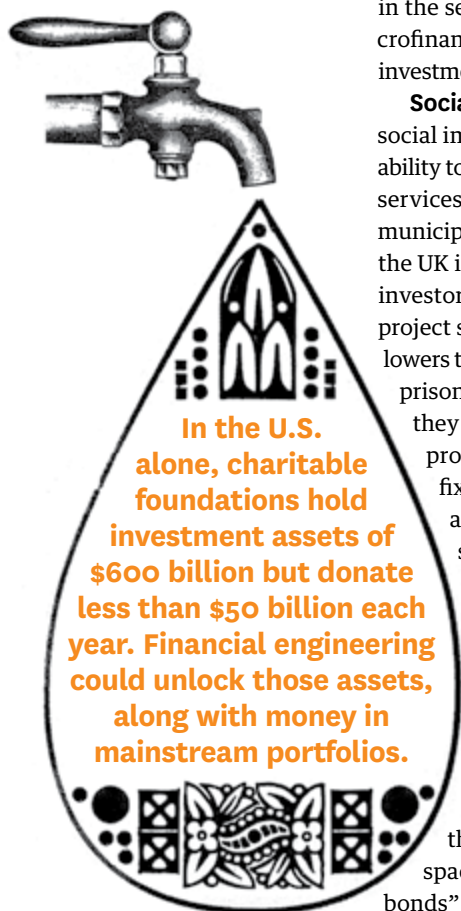 in the se
crofinan
investme
Socia
social in
ability to
services
municip
the UK i
investor
project s
lowers t
prison
they
pro
fix
a
s
th
spac
bonds”
In the U.S.
alone, charitable
foundations hold
investment assets of
$600 billion but donate
less than $50 billion each
year. Financial engineering
could unlock those assets,
along with money in
mainstream portfolios.